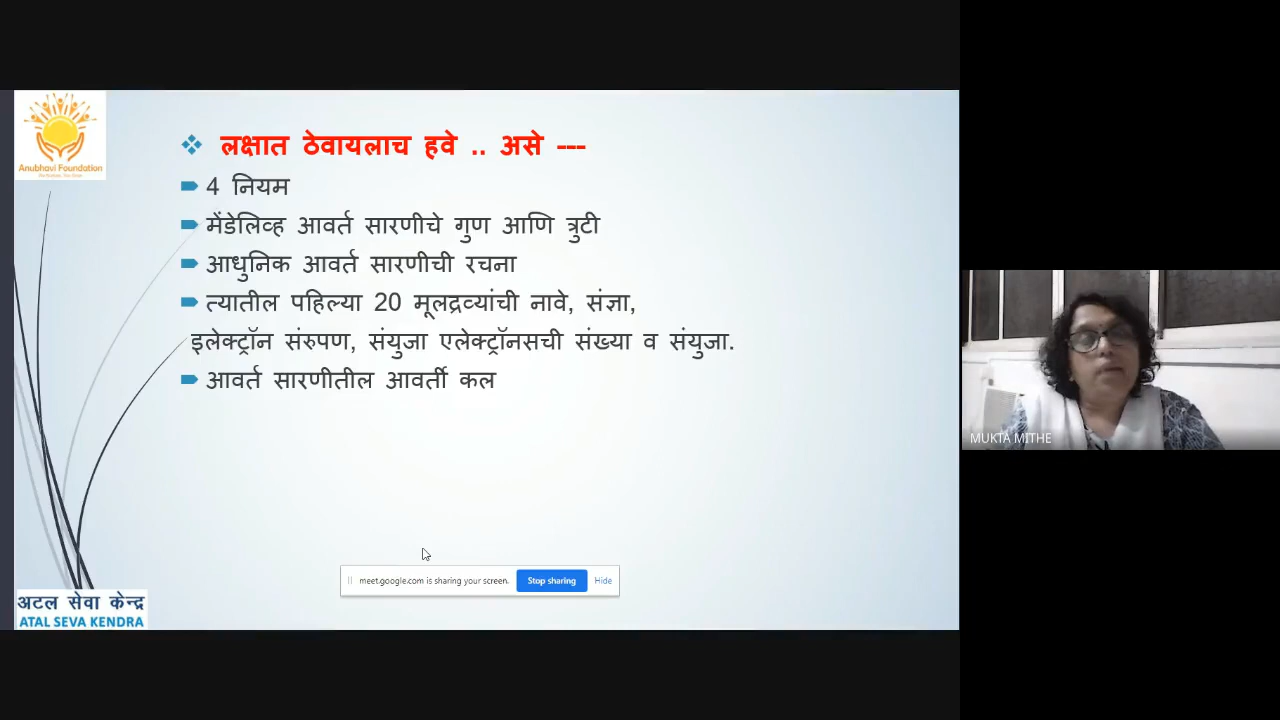 Anubhavi Foundation
❖ लक्षात ठेवायलाच हवे .. असे ---
4 नियम
मेंडेलिव्ह आवर्त सारणीचे गुण आणि त्रुटी
आधुनिक आवर्त सारणीची रचना
त्यातील पहिल्या 20 मूलद्रव्यांची नावे, संज्ञा,
इलेक्ट्रॉन संरुपण, संयुजा एलेक्ट्रॉनसची संख्या व संयुजा.
आवर्त सारणीतील आवर्ती कल
MUKTA MITHE
meet.google.com is sharing your screen.
Stop sharing
Hide
अटल सेवा केन्द्र
ATAL SEVA KENDRA